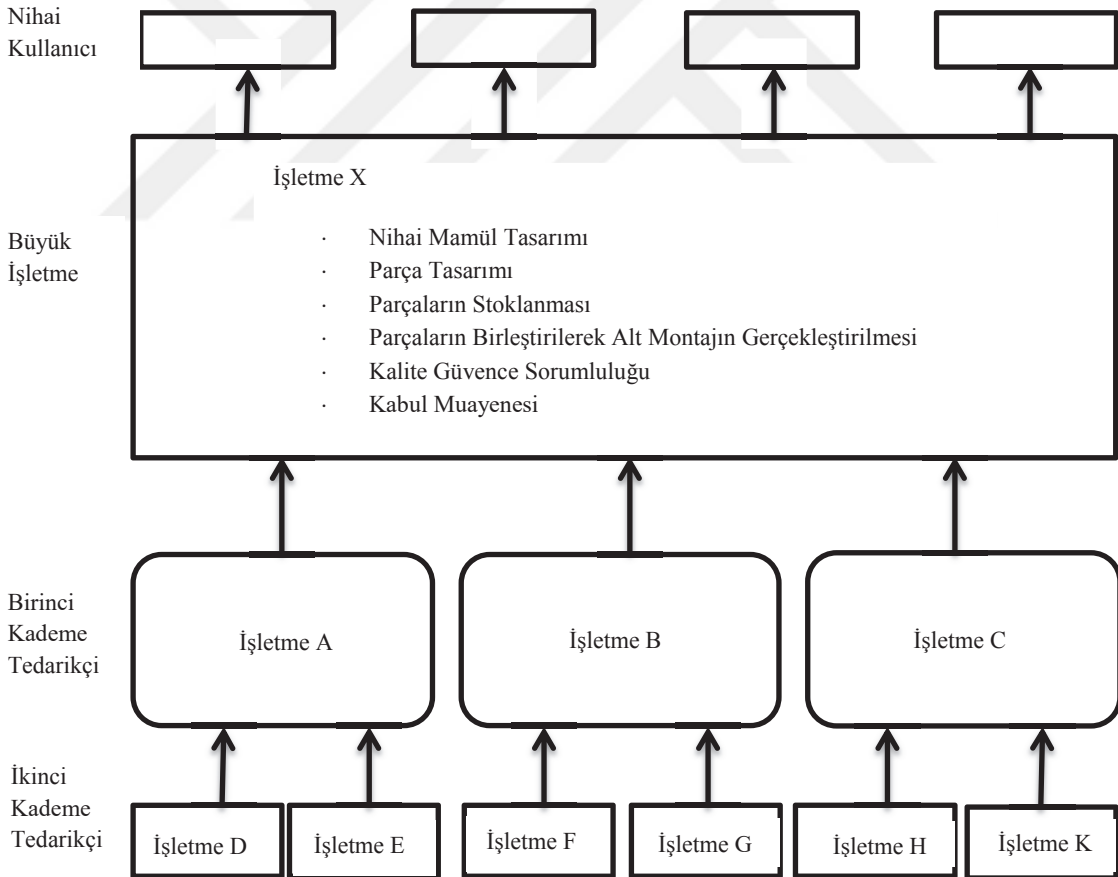 Nihai
Kullanıcı
İşletme X
Büyük
İşletme
· Nihai Mamül Tasarımı
· Parça Tasarımı
· Parçaların Stoklanması
· Parçaların Birleştirilerek Alt Montajın Gerçekleştirilmesi
· Kalite Güvence Sorumluluğu
· Kabul Muayenesi
Birinci
Kademe
Tedarikçi
İşletme A
İşletme B
İşletme C
İkinci
Kademe
Tedarikçi
İşletme D
İşletme E
İşletme F
İşletme G
İşletme H
İşletme K